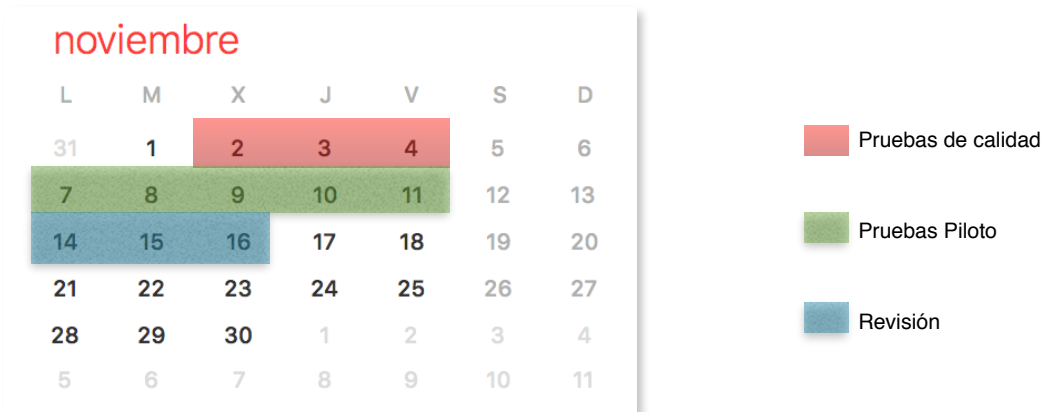 noviembre
L M X J V S D
31 1 2 3 4 5 6
7 8 9 10 11 12 13
14 15 16 17 18 19 20
21 22 23 24 25 26 27
28 29 30 1 2 3 4
5 6 7 8 9 10 11
Pruebas de calidad
Pruebas Piloto
Revisión